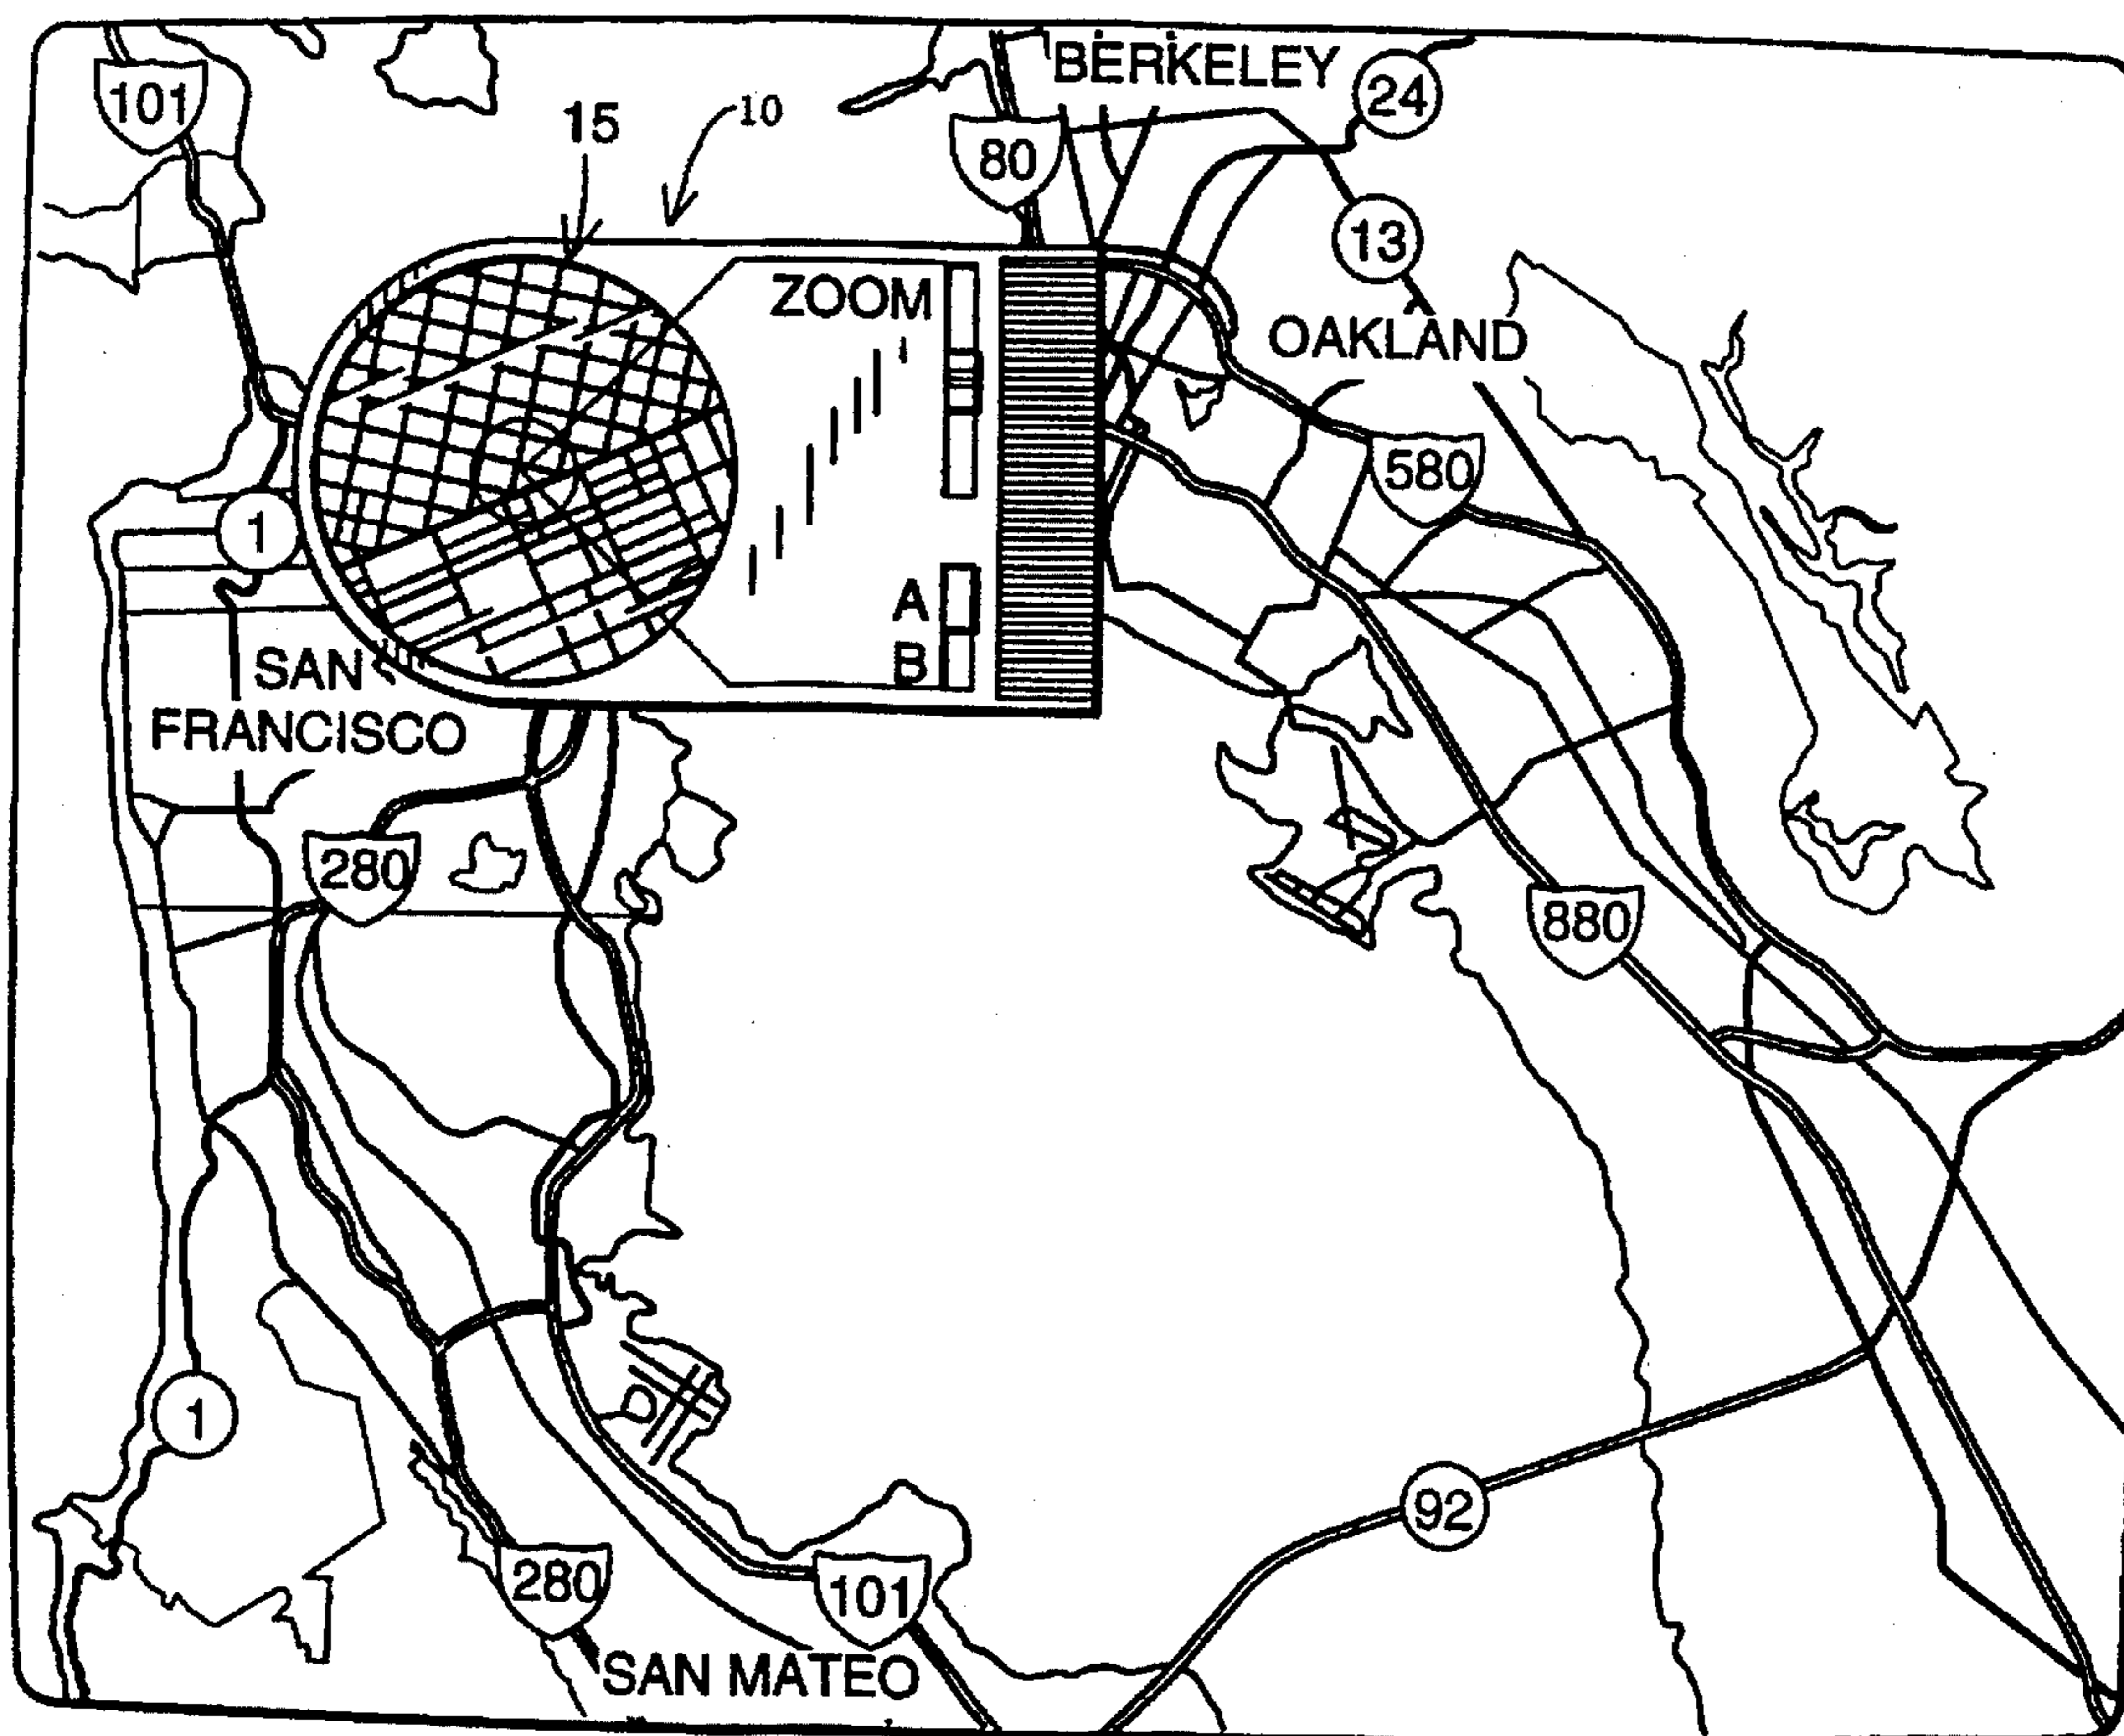 BERKELEY
24
101
15
10
80
13
ZOOM
OAKLAND
580
1
A
SAN
B
FRANCISCO
280
880
1
92
280
101
SAN MATEO